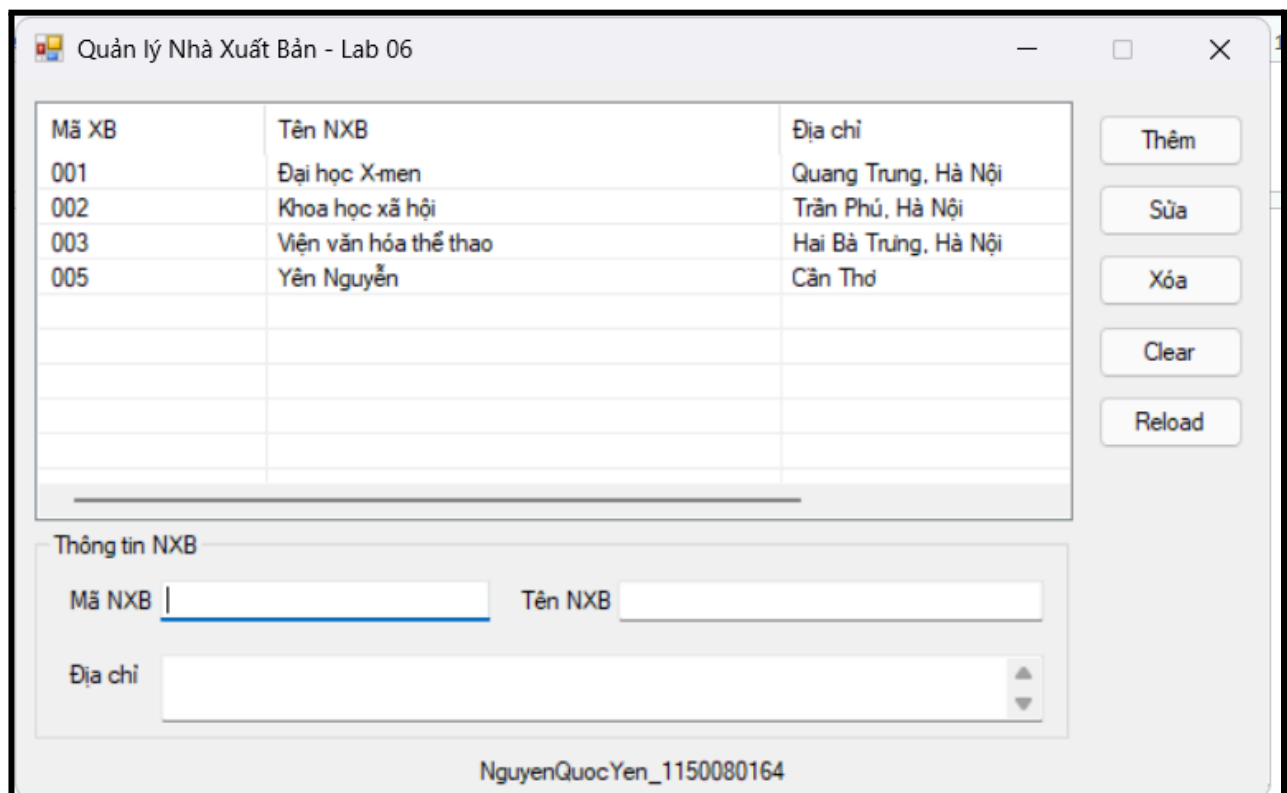 Quản lý Nhà Xuất Bản - Lab 06
Mã XB Tên NXB Địa chỉ
001 Đại học X-men Quang Trung, Hà Nội
002 Khoa học xã hội Trần Phú, Hà Nội
003 Viện văn hóa thể thao Hai Bà Trưng, Hà Nội
005 Yên Nguyễn Cần Thơ
Thêm
Sửa
Xóa
Clear
Reload
Thông tin NXB
Mã NXB Tên NXB
Địa chỉ
NguyenQuocYen_1150080164